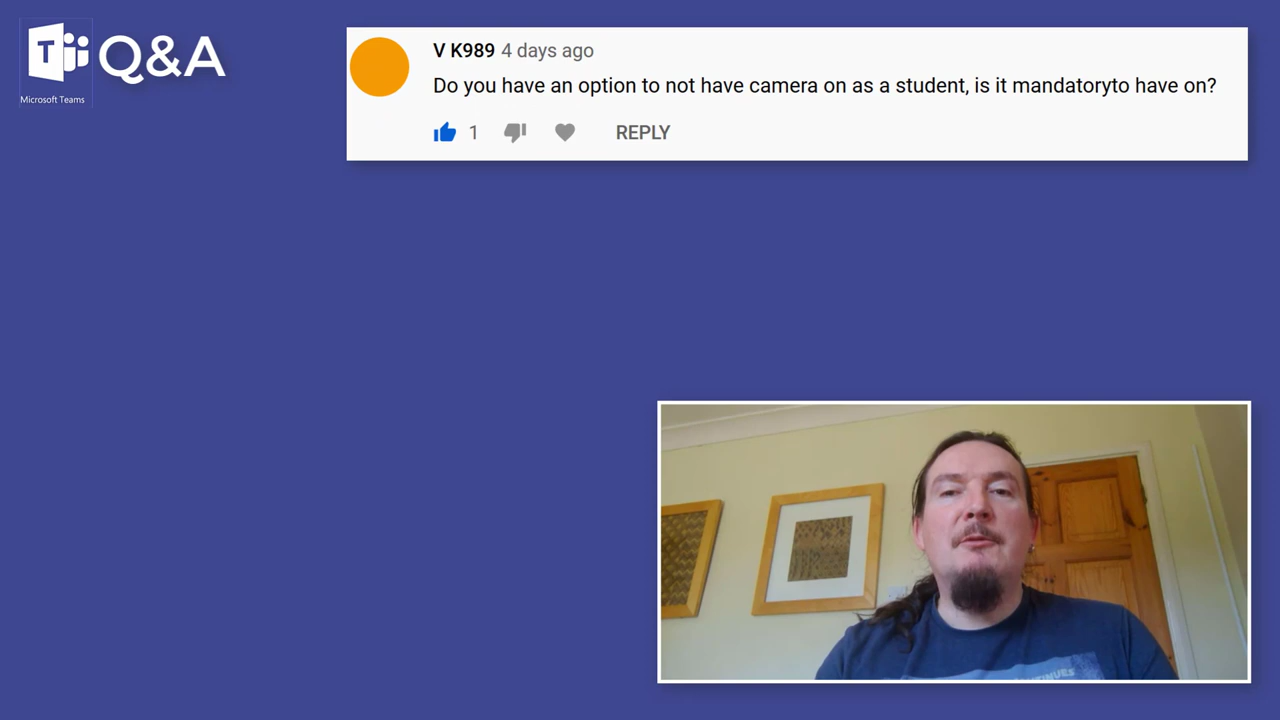 T
Q&A
Microsoft Teams
V K989 4 days ago
Do you have an option to not have camera on as a student, is it mandatoryto have on?
1
REPLY